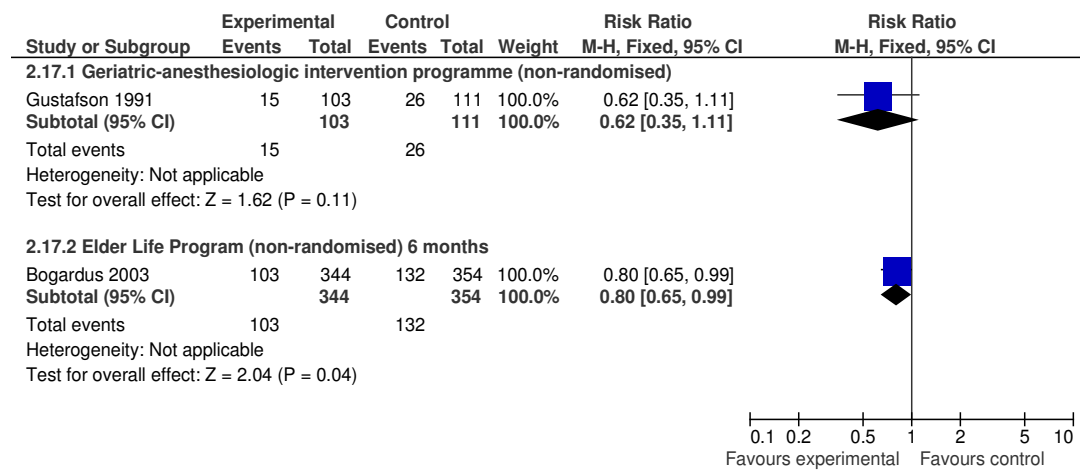 Experimental Control Risk Ratio Risk Ratio
Study or Subgroup Events Total Events Total Weight M-H, Fixed, 95% CI M-H, Fixed, 95% CI
2.17.1 Geriatric-anesthesiologic intervention programme (non-randomised)
Gustafson 1991 15 103 26 111 100.0% 0.62 [0.35, 1.11]
Subtotal (95% CI) 103 111 100.0% 0.62 [0.35, 1.11]
Total events 15 26
Heterogeneity: Not applicable
Test for overall effect: Z = 1.62 (P = 0.11)
2.17.2 Elder Life Program (non-randomised) 6 months
Bogardus 2003 103 344 132 354 100.0% 0.80 [0.65, 0.99]
Subtotal (95% CI) 344 354 100.0% 0.80 [0.65, 0.99]
Total events 103 132
Heterogeneity: Not applicable
Test for overall effect: Z = 2.04 (P = 0.04)
0.1 0.2 0.5 1 2 5 10
Favours experimental Favours control